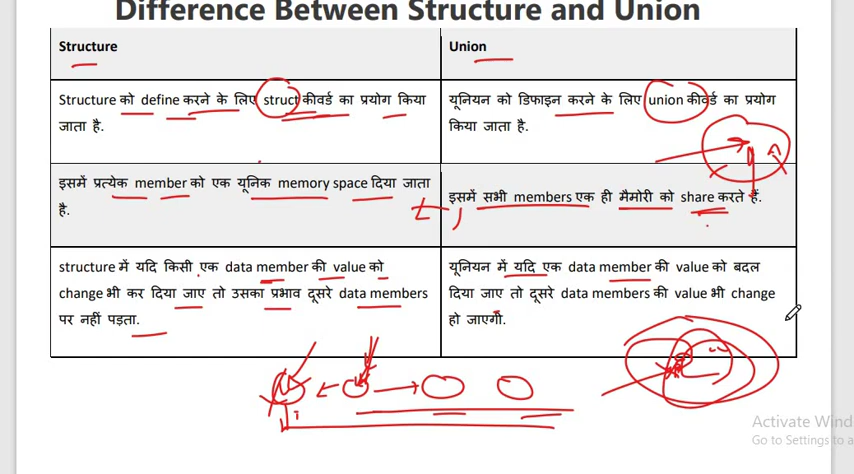 Difference Between Structure and Union
Structure
Union
Structure को define करने के लिए struct कीवर्ड का प्रयोग किया
जाता है.
यूनियन को डिफाइन करने के लिए union कीवर्ड का प्रयोग
किया जाता है.
इसमें प्रत्येक member को एक यूनिक memory space दिया जाता
है.
इसमें सभी members एक ही मैमोरी को share करते हैं.
structure में यदि किसी एक data member की value को
change भी कर दिया जाए तो उसका प्रभाव दूसरे data members
पर नहीं पड़ता.
यूनियन में यदि एक data member की value को बदल
दिया जाए तो दूसरे data members की value भी change
हो जाएगी.
Activate Wind
Go to Settings to a